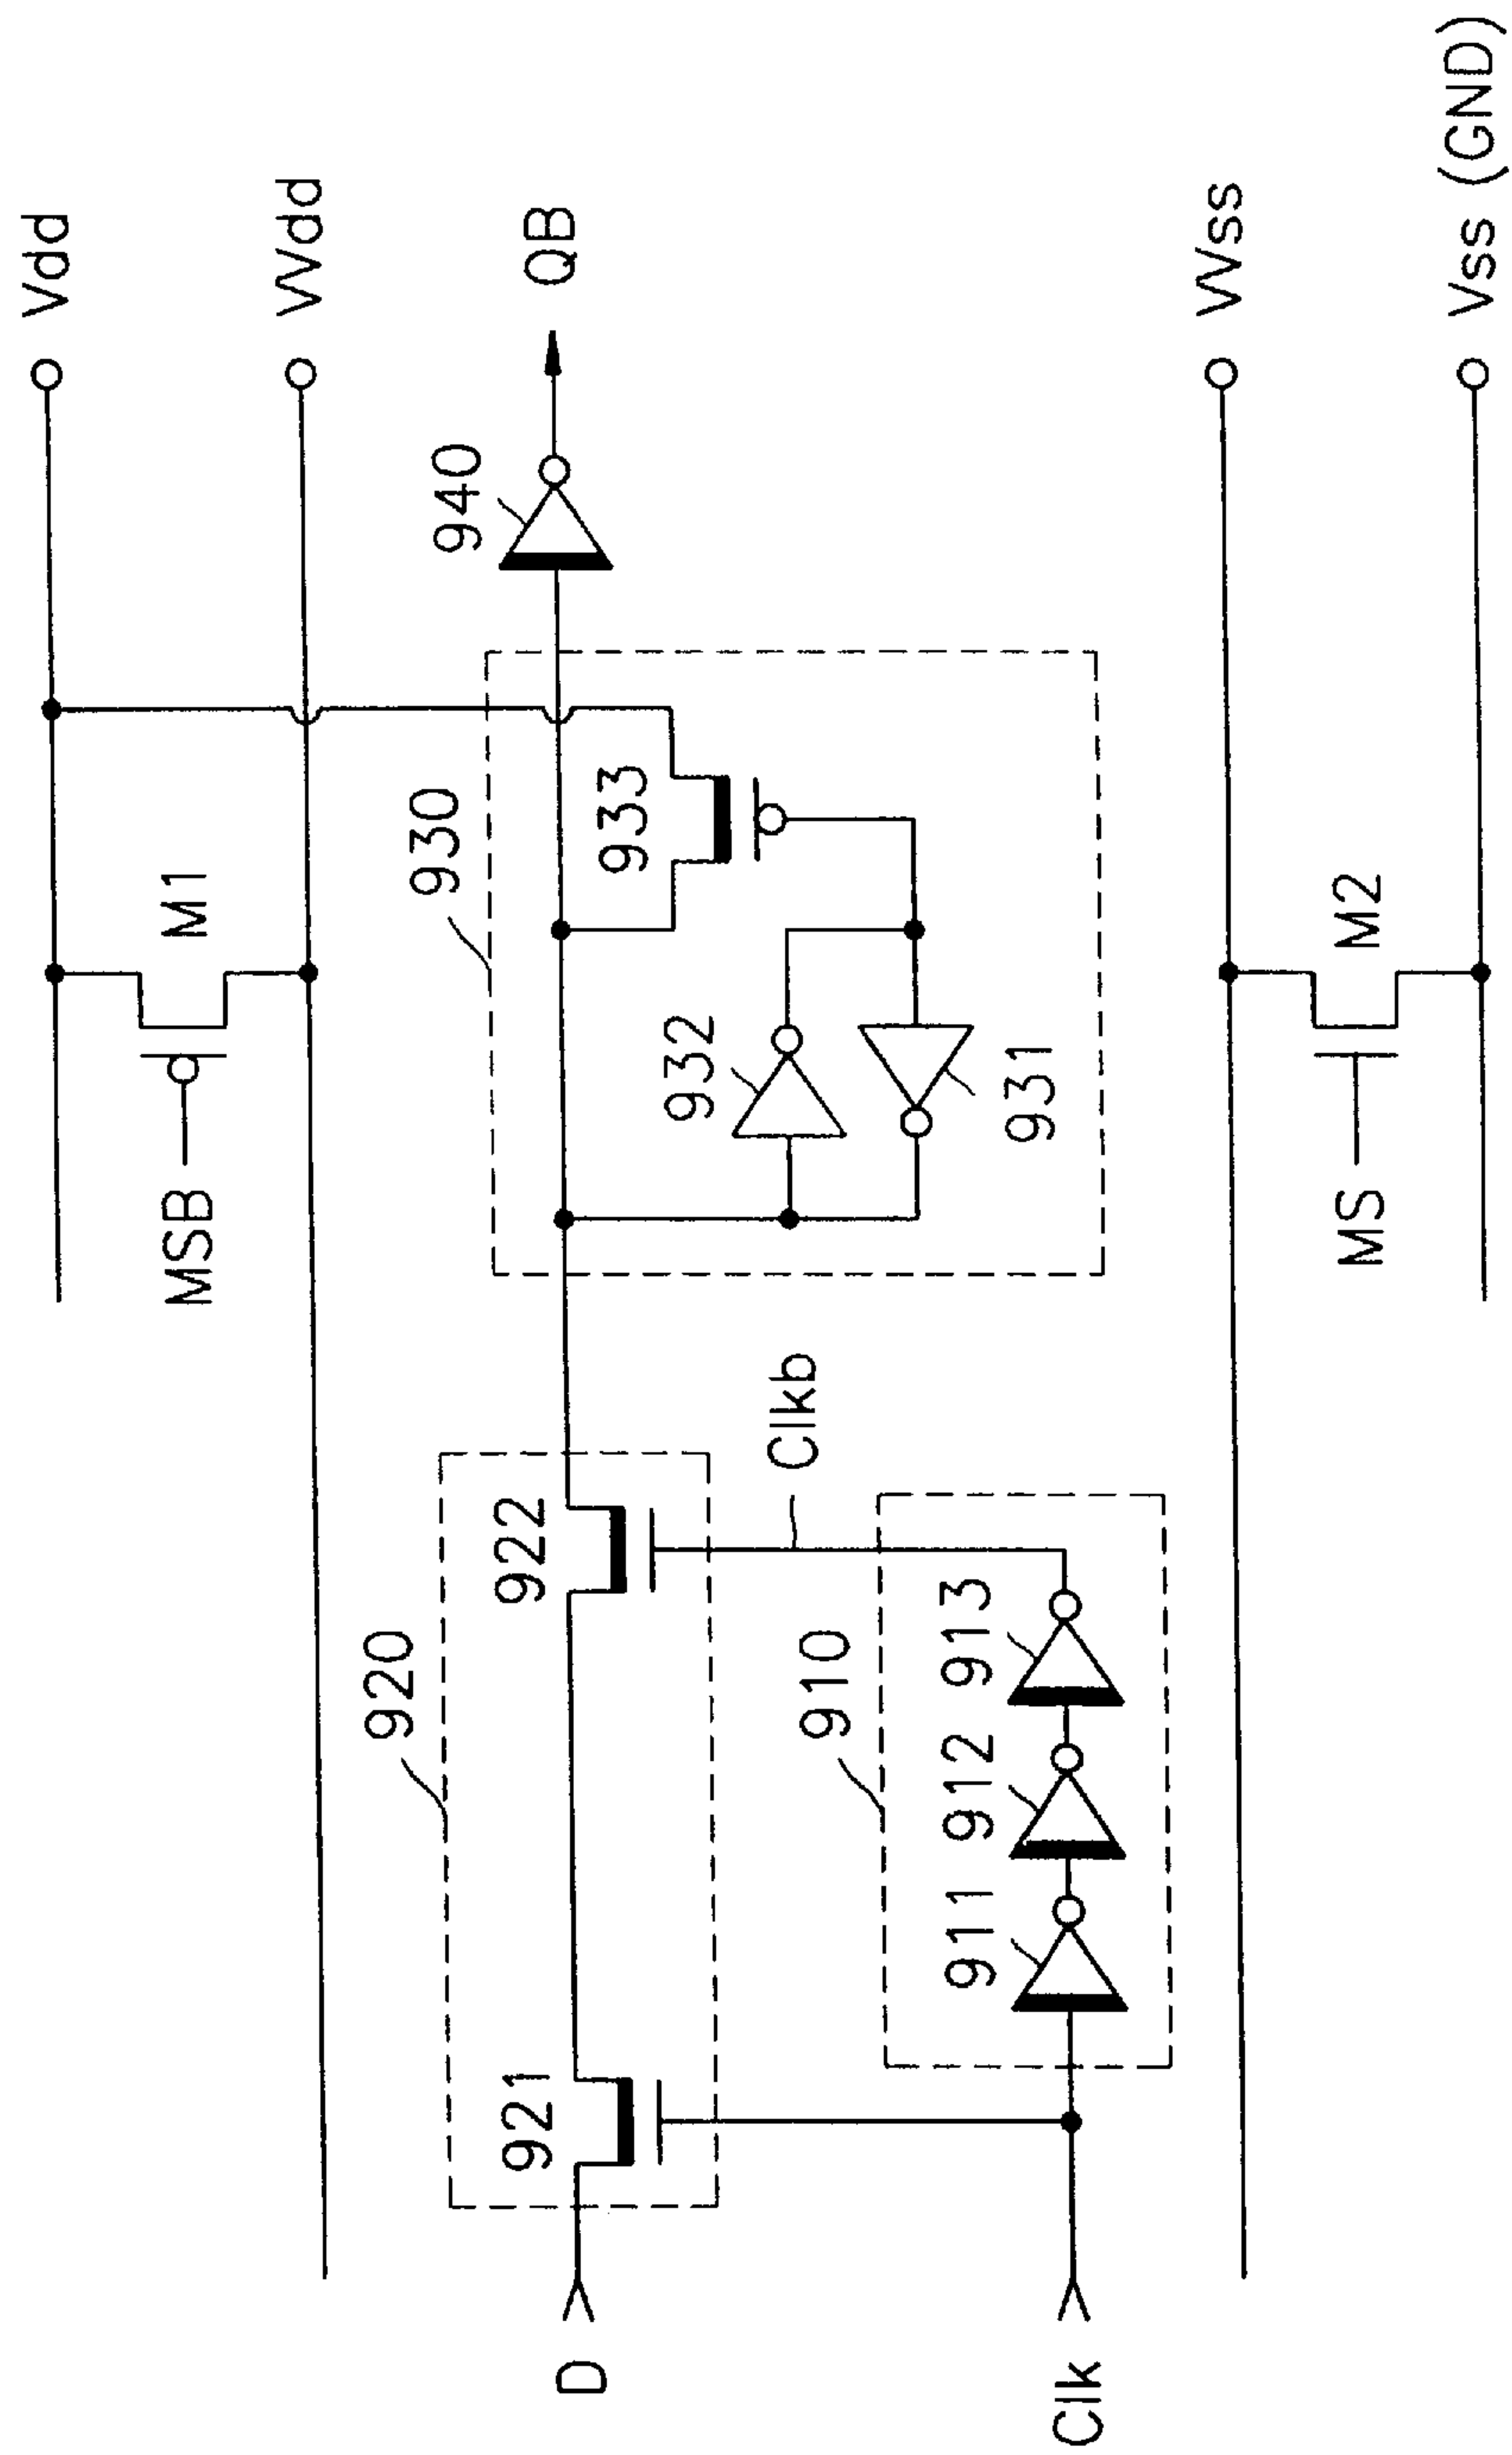 Vdd
MSB
M1
VVdd
920
930
940
921
922
933
QB
D
932
Clkb
910
931
911
912
913
Clk
VVss
MS
M2
Vss (GND)